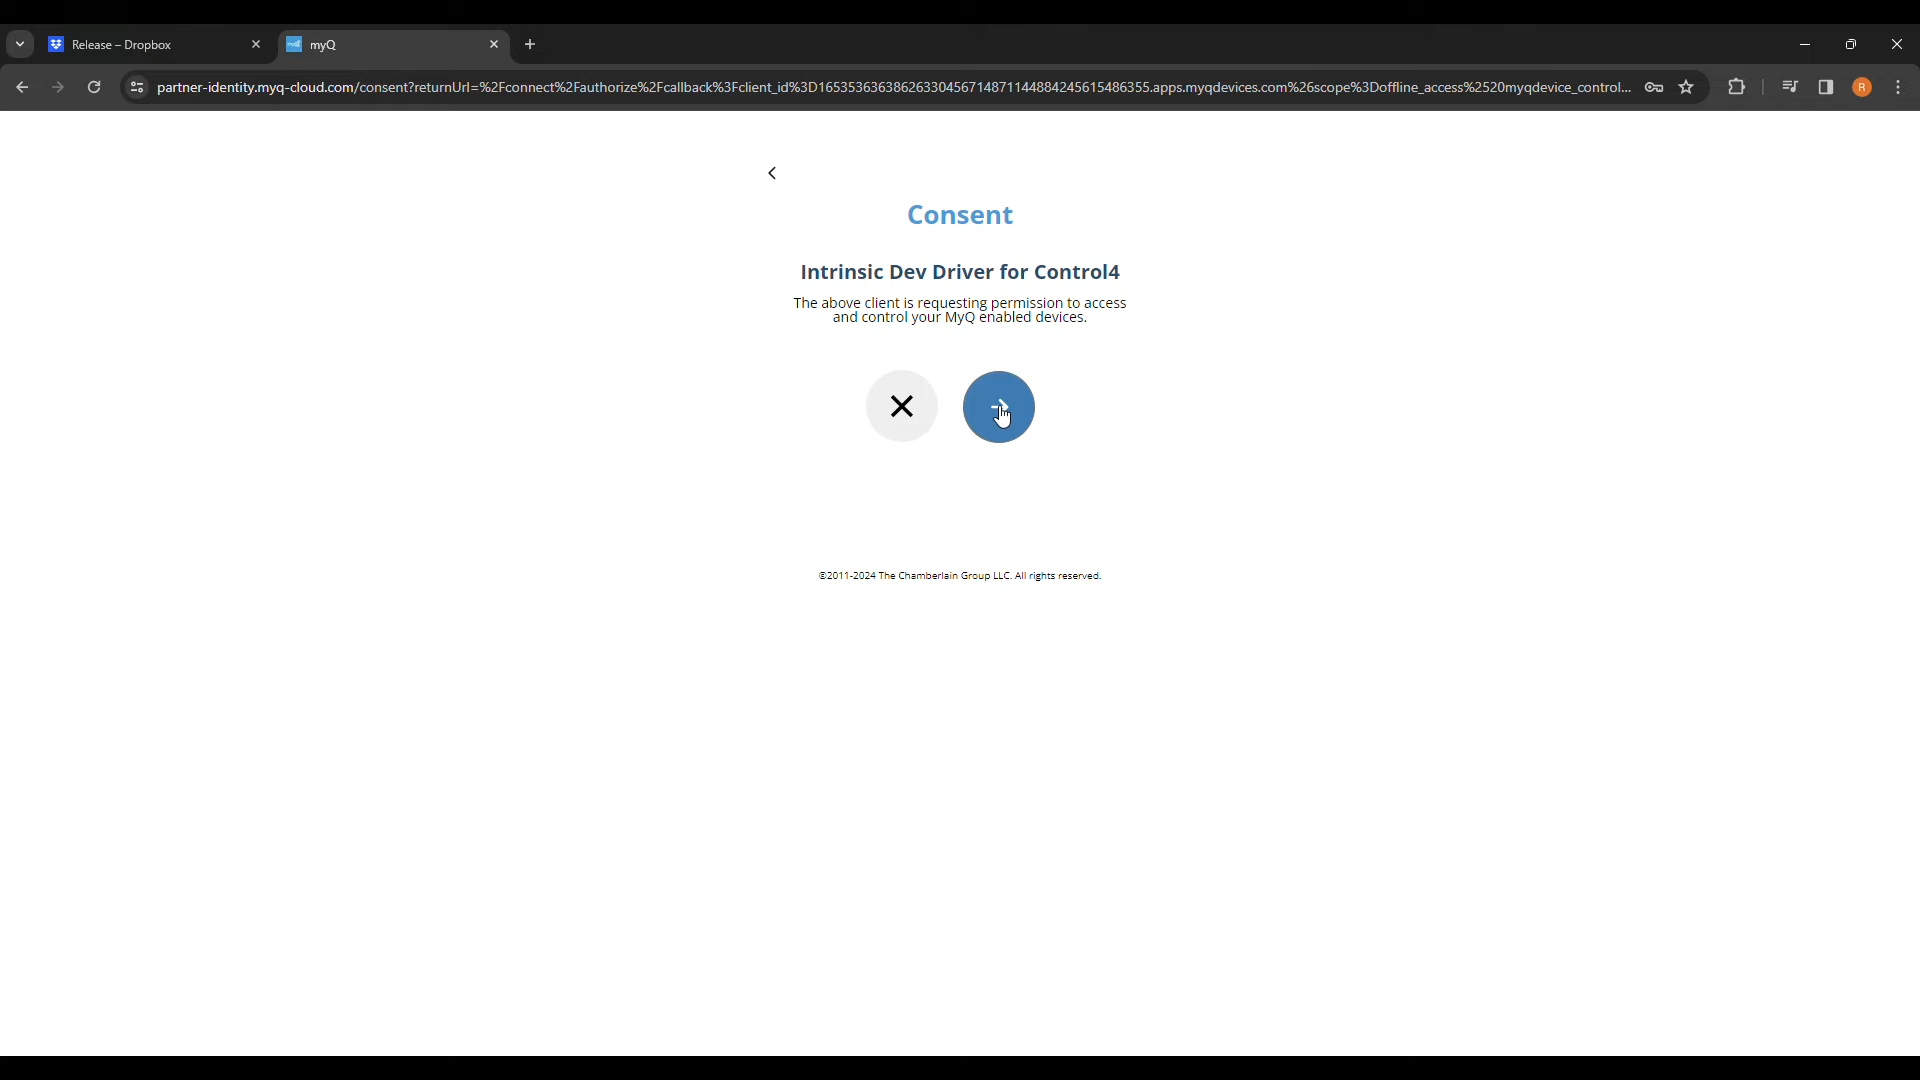 Release – Dropbox
myQ
partner-identity.myq-cloud.com/consent?returnUrl=%2Fconnect%2Fauthorize%2Fcallback%3Fclient_id%3D16535363638626330456714871144884245615486355.apps.myqdevices.com%26scope%3Doffline_access%2520myqdevice_control...
R
Consent
Intrinsic Dev Driver for Control4
The above client is requesting permission to access
and control your MyQ enabled devices.
©2011-2024 The Chamberlain Group LLC. All rights reserved.